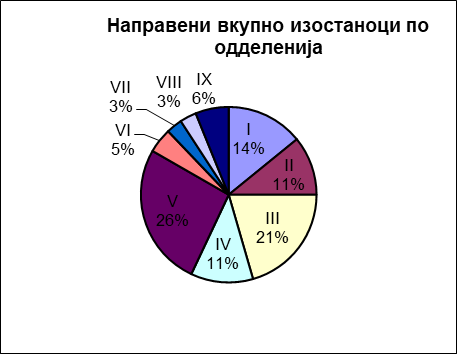 Направени вкупно изостаноци по
одделенија
I
14%
II
11%
III
21%
IV
11%
V
26%
VI
5%
VII
3%
VIII
3%
IX
6%